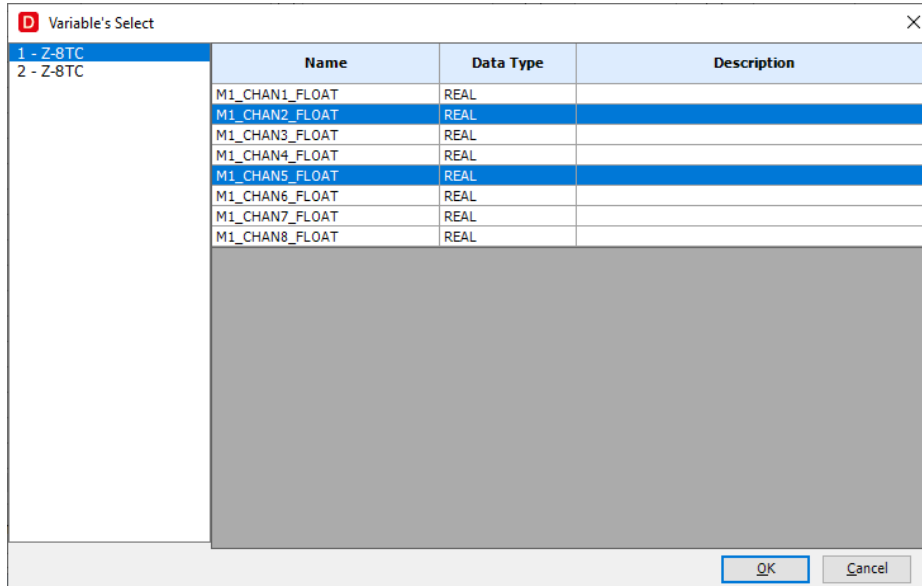 D Variable's Select
1 - Z-8TC
2 - Z-8TC
Name Data Type Description
M1_CHAN1_FLOAT REAL
M1_CHAN2_FLOAT REAL
M1_CHAN3_FLOAT REAL
M1_CHAN4_FLOAT REAL
M1_CHAN5_FLOAT REAL
M1_CHAN6_FLOAT REAL
M1_CHAN7_FLOAT REAL
M1_CHAN8_FLOAT REAL
OK Cancel